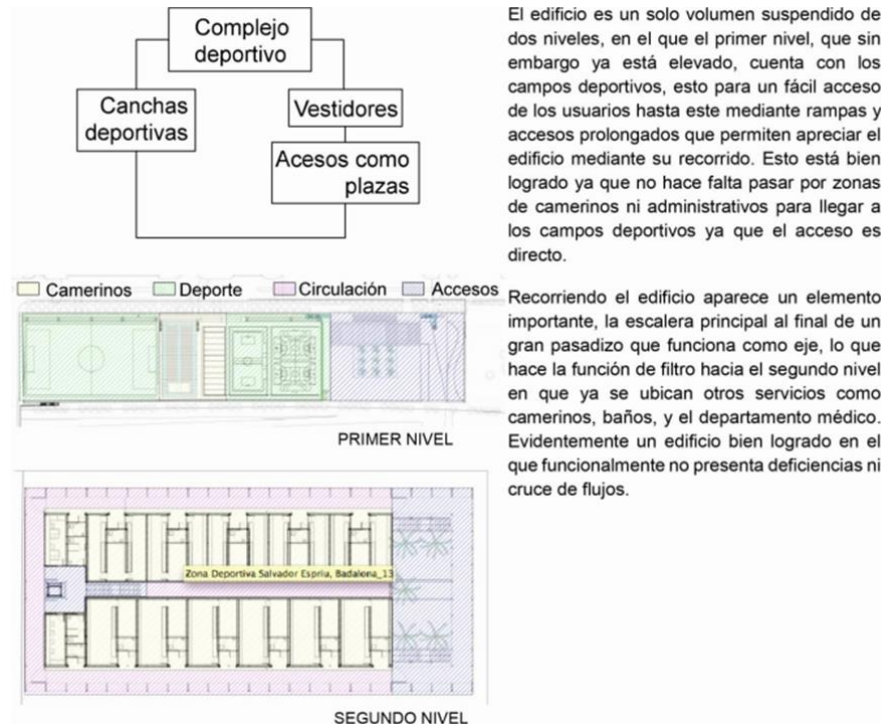 Complejo
deportivo
Canchas
deportivas
Vestidores
Acesos como
plazas
Camerinos
Deporte
Circulación
Accesos
PRIMER NIVEL
Zona Deportiva Salvador Espriu, Badalona_13
SEGUNDO NIVEL
El edificio es un solo volumen suspendido de
dos niveles, en el que el primer nivel, que sin
embargo ya está elevado, cuenta con los
campos deportivos, esto para un fácil acceso
de los usuarios hasta este mediante rampas y
accesos prolongados que permiten apreciar el
edificio mediante su recorrido. Esto está bien
logrado ya que no hace falta pasar por zonas
de camerinos ni administrativos para llegar a
los campos deportivos ya que el acceso es
directo.
Recorriendo el edificio aparece un elemento
importante, la escalera principal al final de un
gran pasadizo que funciona como eje, lo que
hace la función de filtro hacia el segundo nivel
en que ya se ubican otros servicios como
camerinos, baños, y el departamento médico.
Evidentemente un edificio bien logrado en el
que funcionalmente no presenta deficiencias ni
cruce de flujos.